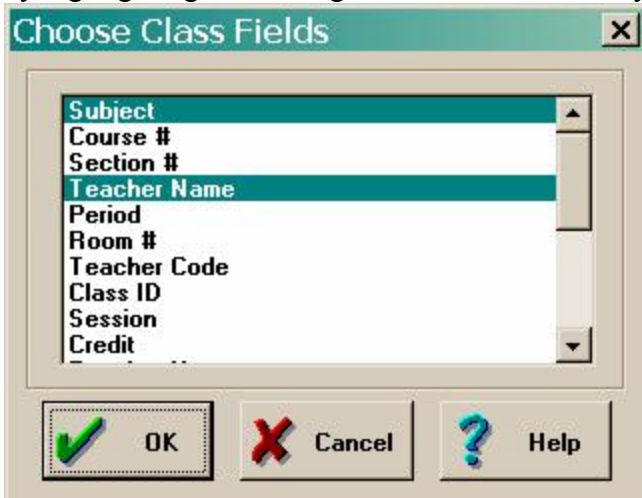 Choose Class Fields
Subject
Course #
Section #
Teacher Name
Period
Room #
Teacher Code
Class ID
Session
Credit
OK Cancel Help